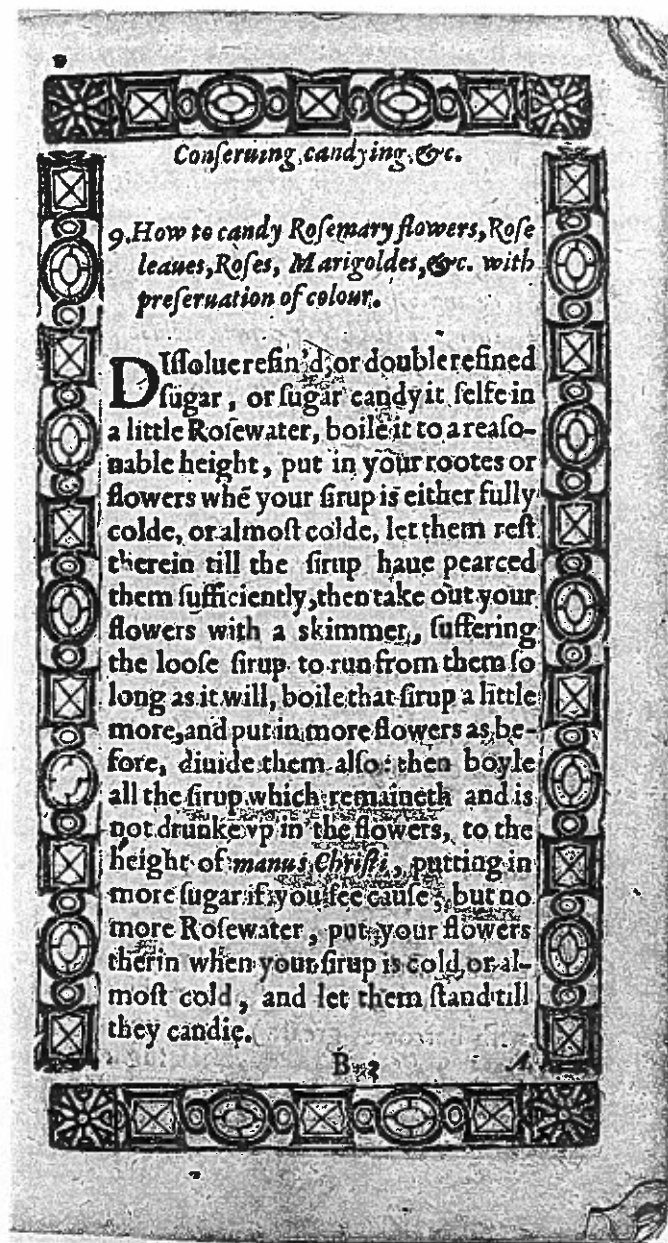 Conſeruing, candying, &c.
9. How to candy Roſemary flowers, Roſe
leaues, Roſes, Marigoldes, &c. with
preſeruation of colour.
DIſſolue refin'd, or double refined
ſugar, or ſugar candy it ſelfe in
a little Roſewater, boile it to a reaſo-
nable height, put in your rootes or
flowers whē your ſirup is either fully
colde, or almoſt colde, let them reſt
therein till the ſirup haue pearced
them ſufficiently, then take out your
flowers with a skimmer, ſuffering
the looſe ſirup to run from them ſo
long as it will, boile that ſirup a little
more, and put in more flowers as be-
fore, diuide them alſo: then boyle
all the ſirup which remaineth and is
not drunke vp in the flowers, to the
height of manus Chriſti, putting in
more ſugar if you ſee cauſe, but no
more Roſewater, put your flowers
therin when your ſirup is cold, or al-
moſt cold, and let them ſtand till
they candie.
B 2 A